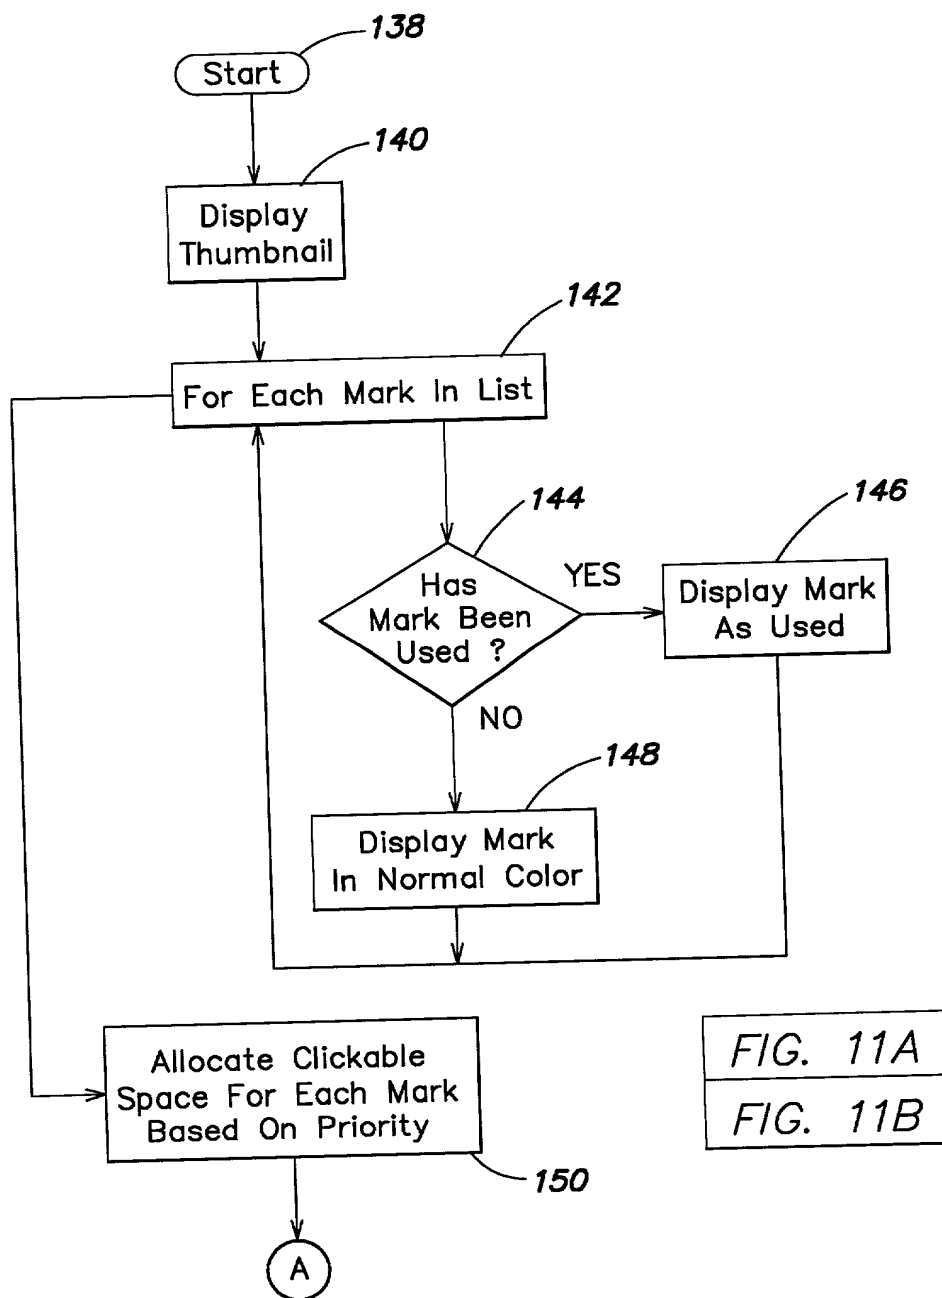 138
Start
140
Display
Thumbnail
142
For Each Mark In List
144
146
Has
Mark Been
Used ?
YES
Display Mark
As Used
NO
148
Display Mark
In Normal Color
Allocate Clickable
Space For Each Mark
Based On Priority
150
A
FIG. 11A
FIG. 11B